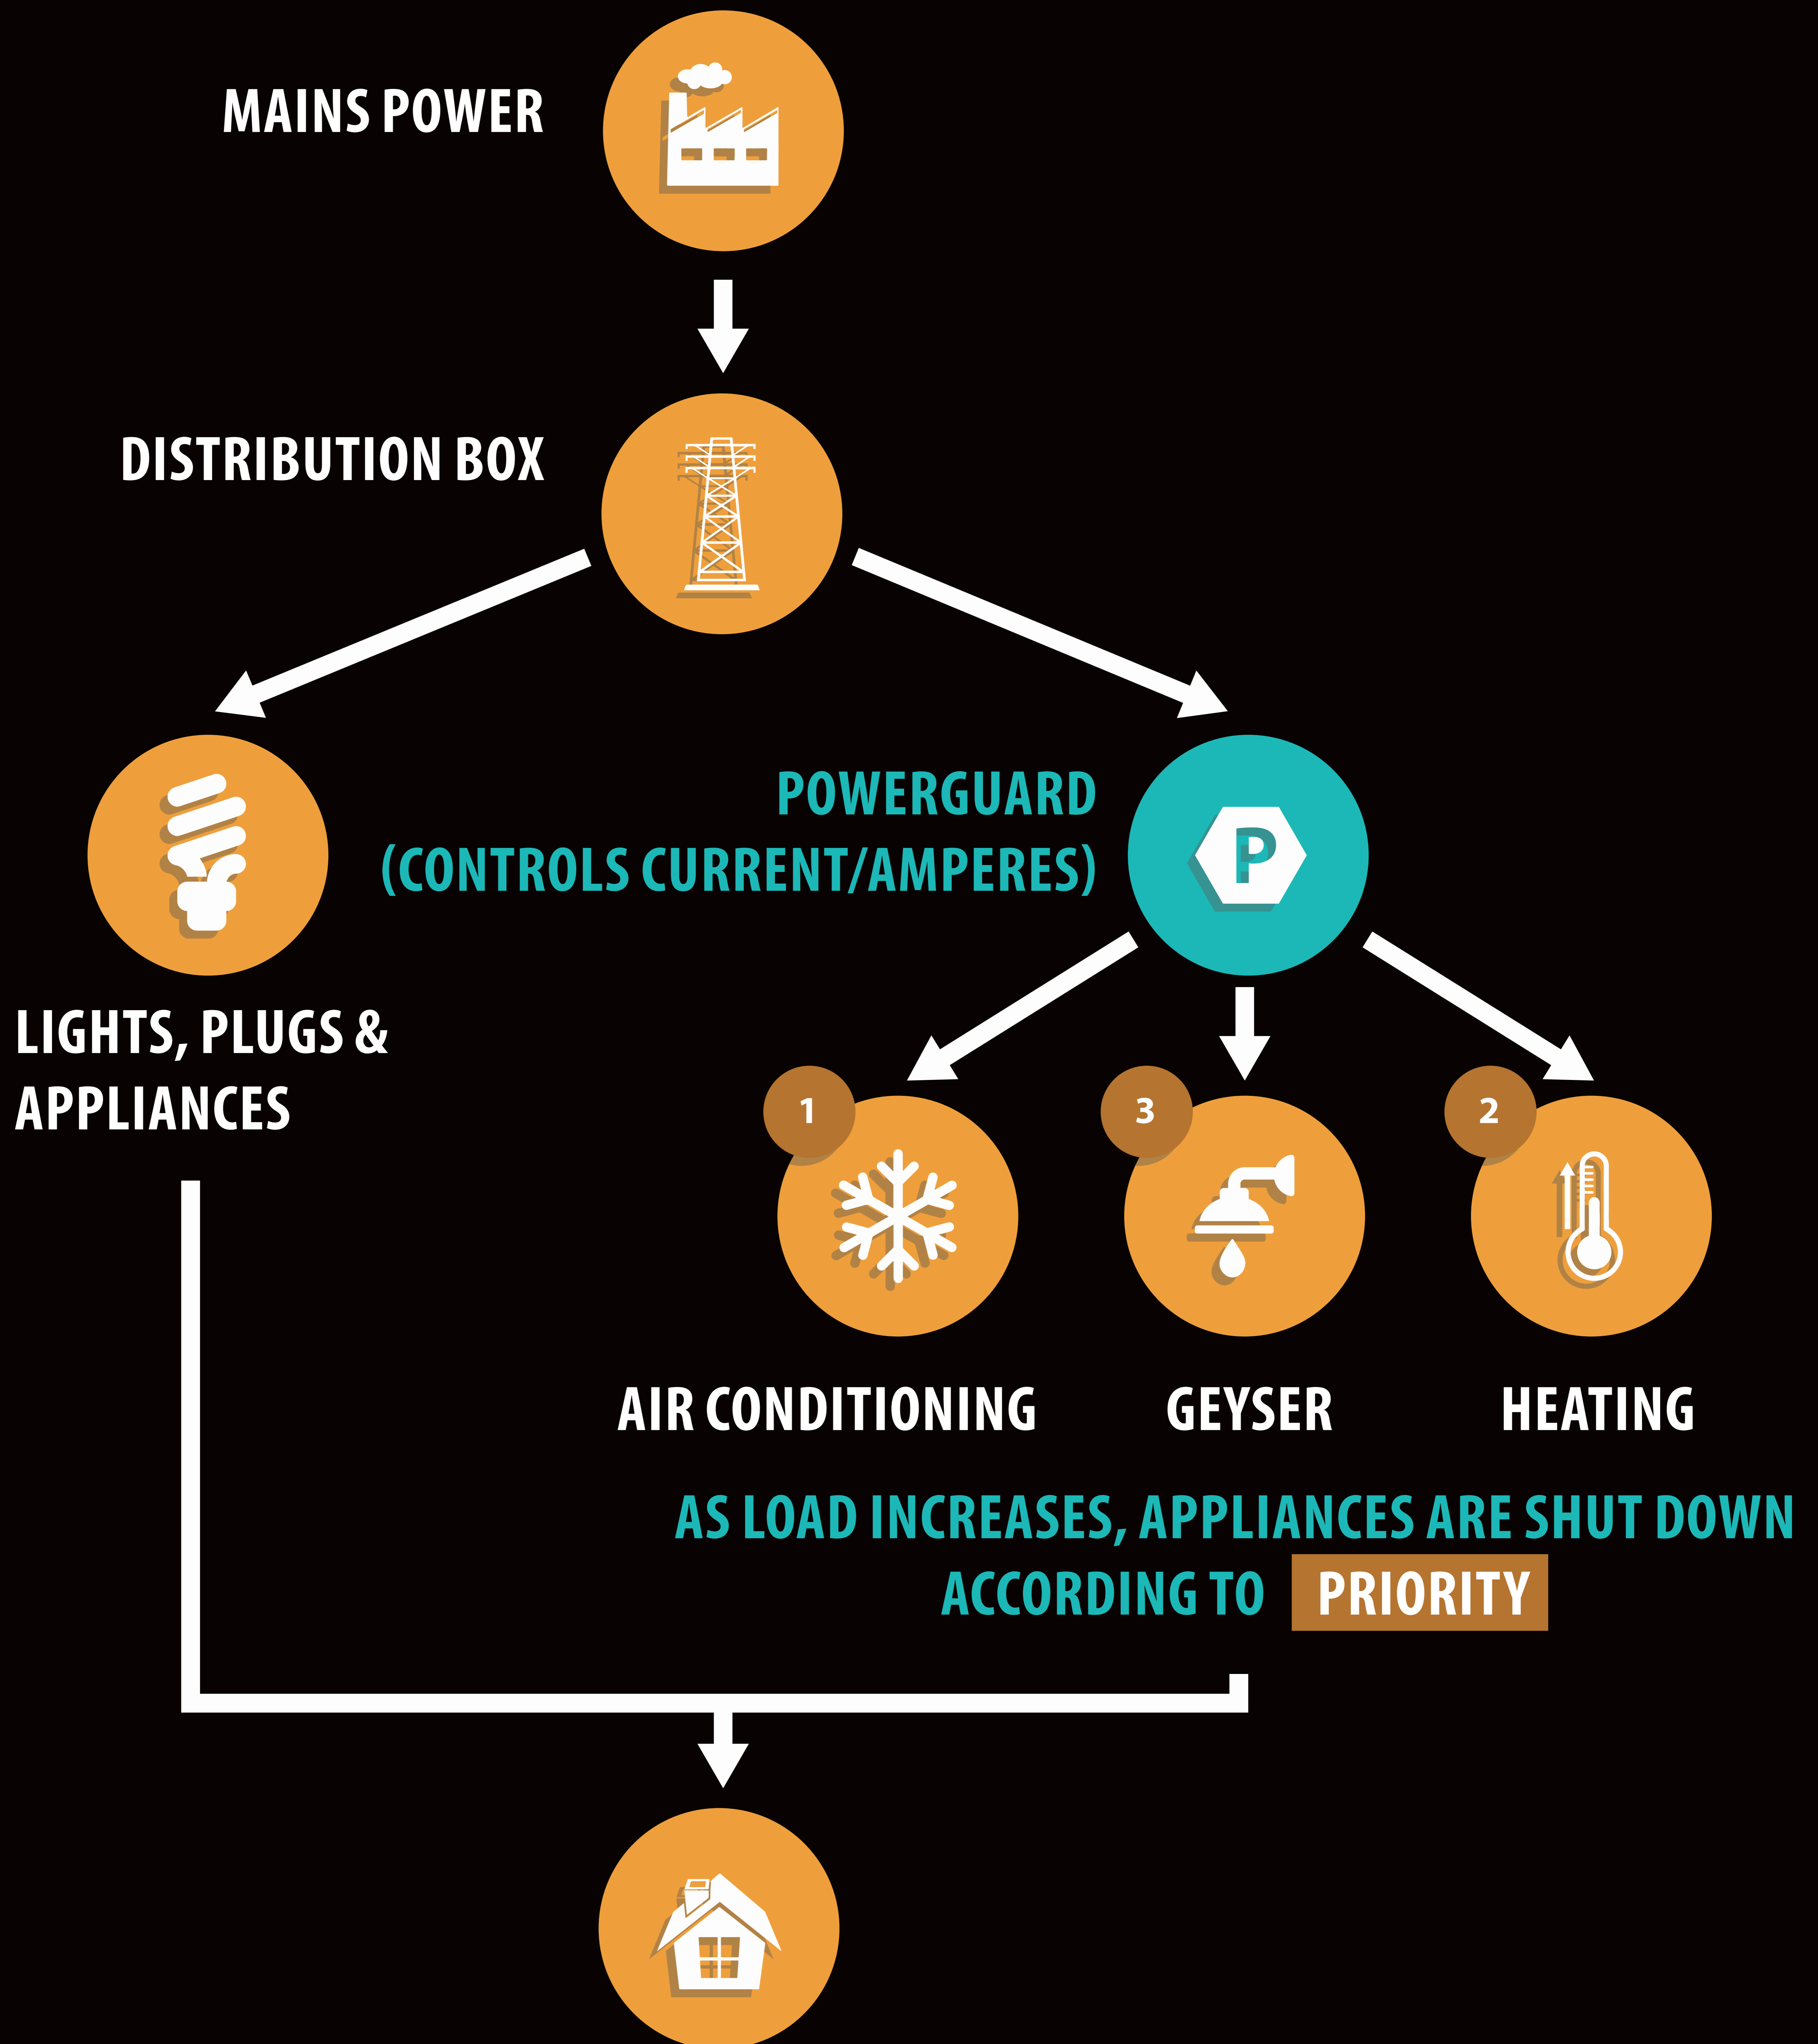 MAINS POWER
DISTRIBUTION BOX
POWERGUARD
(CONTROLS CURRENT/AMPERES)
P
LIGHTS, PLUGS &
APPLIANCES
1
3
2
AIR CONDITIONING
GEYSER
HEATING
AS LOAD INCREASES, APPLIANCES ARE SHUT DOWN
ACCORDING TO PRIORITY